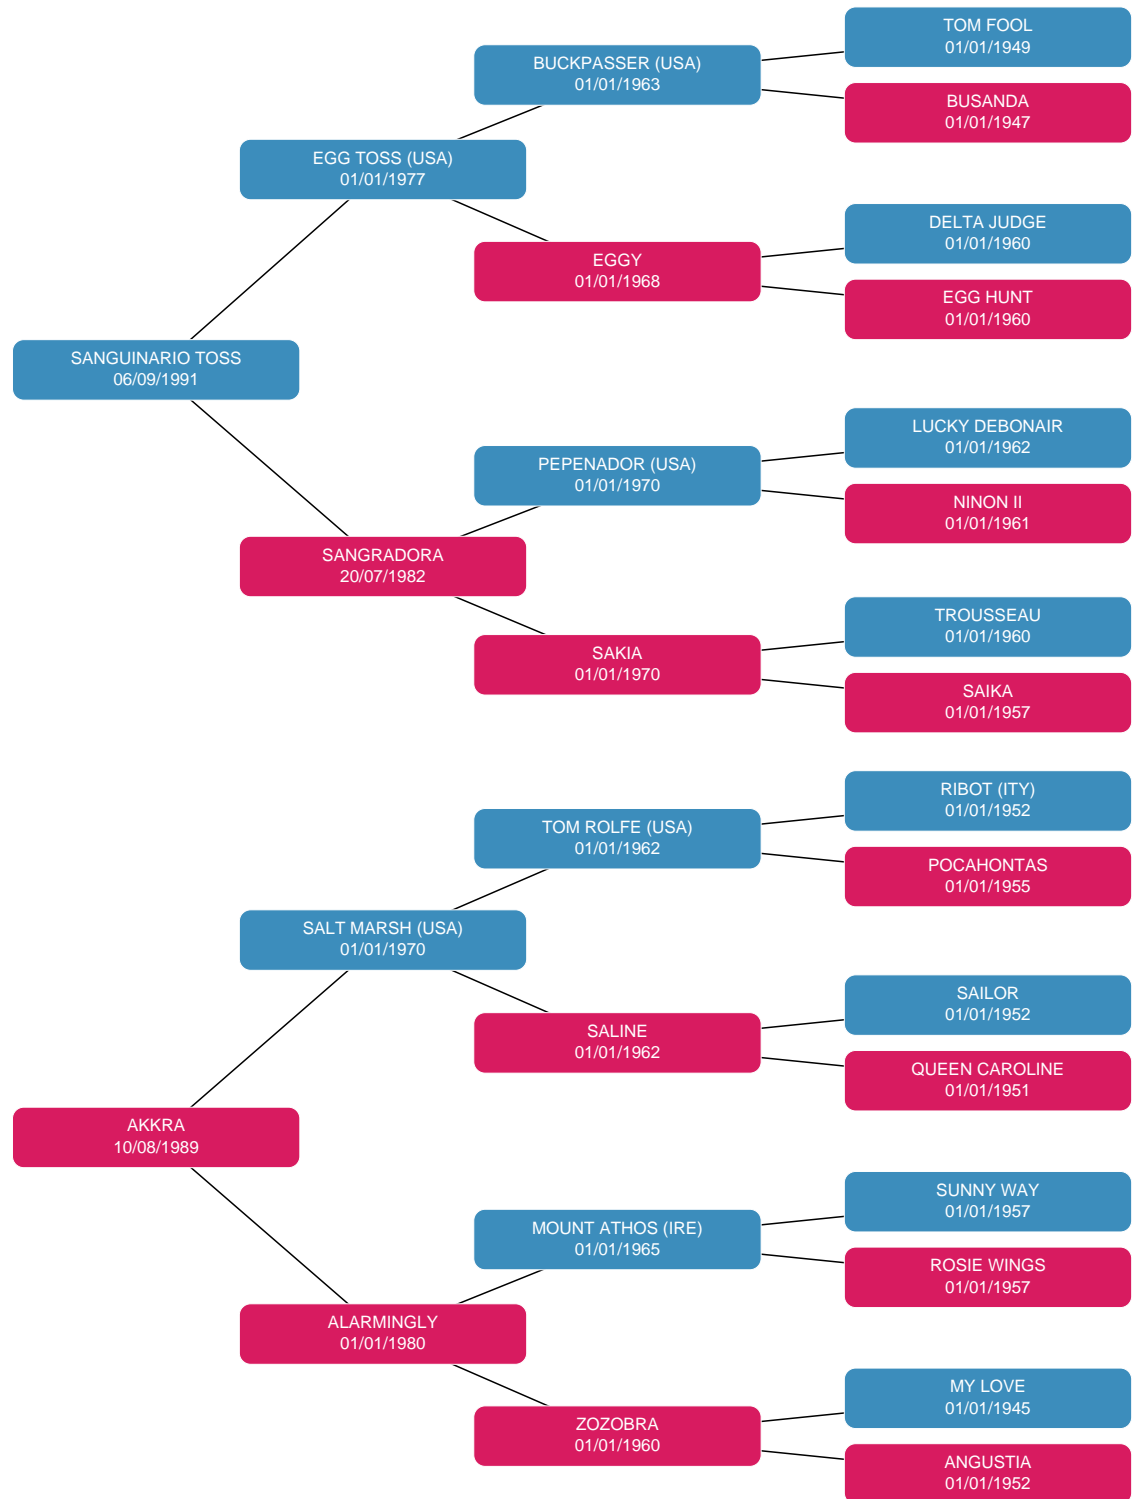 TOM FOOL
01/01/1949
BUCKPASSER (USA)
01/01/1963
BUSANDA
01/01/1947
EGG TOSS (USA)
01/01/1977
DELTA JUDGE
01/01/1960
EGGY
01/01/1968
EGG HUNT
01/01/1960
SANGUINARIO TOSS
06/09/1991
LUCKY DEBONAIR
01/01/1962
PEPENADOR (USA)
01/01/1970
NINON II
01/01/1961
SANGRADORA
20/07/1982
TROUSSEAU
01/01/1960
SAKIA
01/01/1970
SAIKA
01/01/1957
RIBOT (ITY)
01/01/1952
TOM ROLFE (USA)
01/01/1962
POCAHONTAS
01/01/1955
SALT MARSH (USA)
01/01/1970
SAILOR
01/01/1952
SALINE
01/01/1962
QUEEN CAROLINE
01/01/1951
AKKRA
10/08/1989
SUNNY WAY
01/01/1957
MOUNT ATHOS (IRE)
01/01/1965
ROSIE WINGS
01/01/1957
ALARMINGLY
01/01/1980
MY LOVE
01/01/1945
ZOZOBRA
01/01/1960
ANGUSTIA
01/01/1952